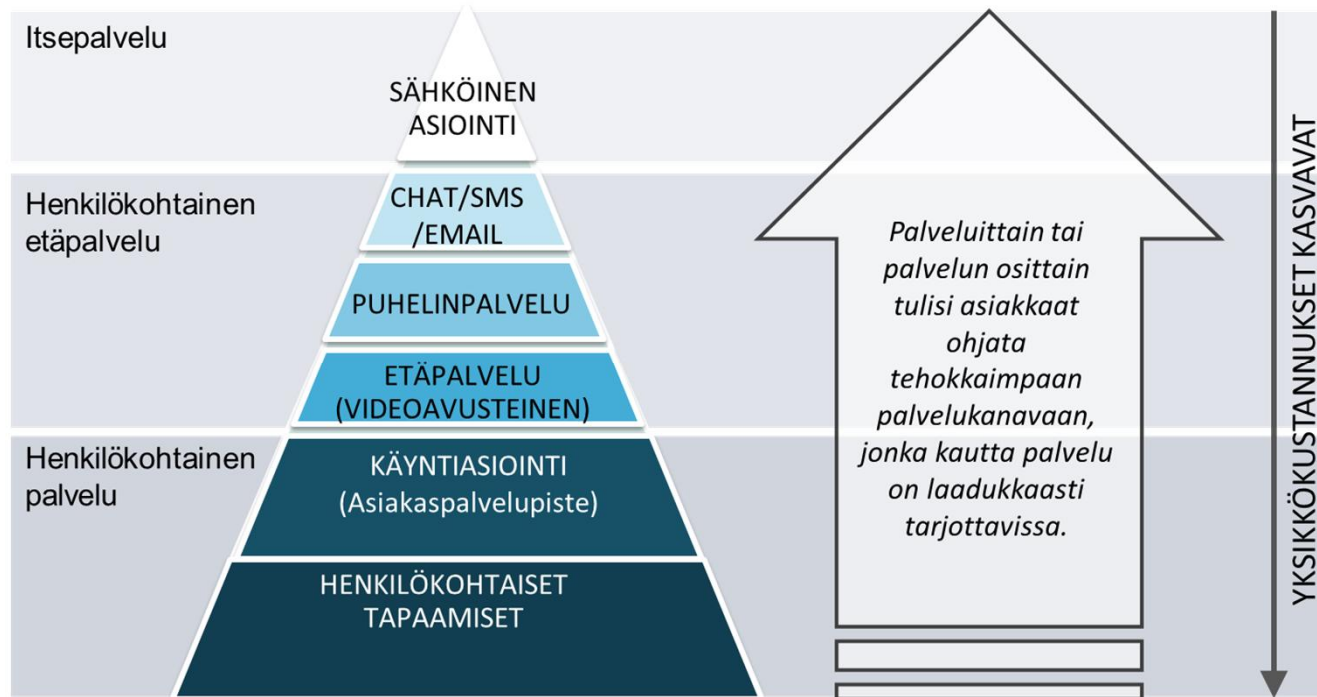 Itsepalvelu
SÄHKÖINEN
ASIOINTI
Henkilökohtainen
etäpalvelu
CHAT/SMS
/EMAIL
PUHELINPALVELU
ETÄPALVELU
(VIDEOAVUSTEINEN)
Henkilökohtainen
palvelu
KÄYNTIASIOINTI
(Asiakaspalvelupiste)
HENKILÖKOHTAISET
TAPAAMISET
Palveluittain tai
palvelun osittain
tulisi asiakkaat
ohjata
tehokkaimpaan
palvelukanavaan,
jonka kautta palvelu
on laadukkaasti
tarjottavissa.
YKSIKKÖKUSTANNUKSET KASVAVAT